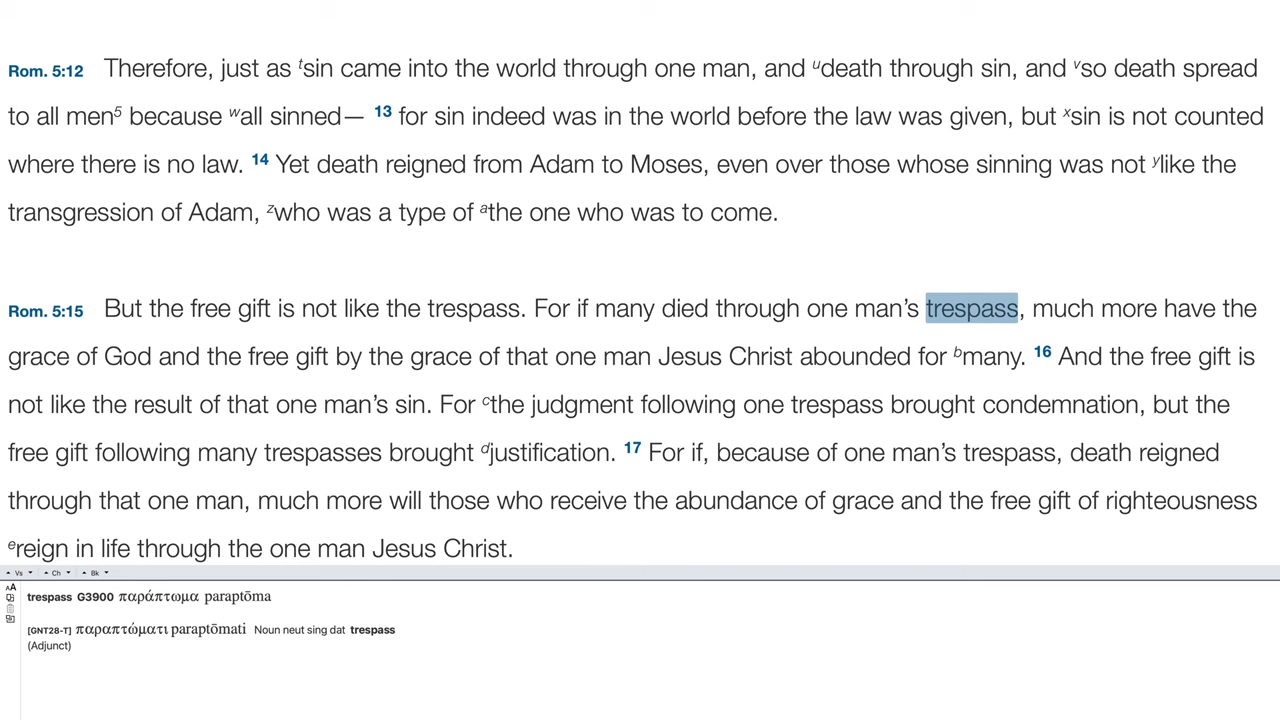 Rom. 5:12 Therefore, just as tsin came into the world through one man, and udeath through sin, and vso death spread
to all men5 because wall sinned— 13 for sin indeed was in the world before the law was given, but xsin is not counted
where there is no law. 14 Yet death reigned from Adam to Moses, even over those whose sinning was not ylike the
transgression of Adam, zwho was a type of athe one who was to come.
Rom. 5:15 But the free gift is not like the trespass. For if many died through one man’s trespass, much more have the
grace of God and the free gift by the grace of that one man Jesus Christ abounded for bmany. 16 And the free gift is
not like the result of that one man’s sin. For cthe judgment following one trespass brought condemnation, but the
free gift following many trespasses brought djustification. 17 For if, because of one man’s trespass, death reigned
through that one man, much more will those who receive the abundance of grace and the free gift of righteousness
ereign in life through the one man Jesus Christ.
Vs Ch Bk
AA
trespass G3900 παράπτωμα paraptōma
[GNT28-T] παραπτώματι paraptōmati Noun neut sing dat trespass
(Adjunct)